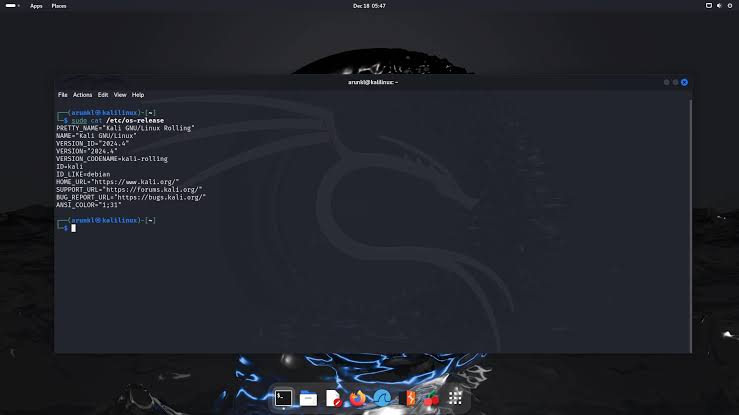 Apps Places Dec 18 05:47
arunkl@kalilinux: ~
File Actions Edit View Help
┌──(arunkl㉿kalilinux)-[~]
└─$ sudo cat /etc/os-release
PRETTY_NAME="Kali GNU/Linux Rolling"
NAME="Kali GNU/Linux"
VERSION_ID="2024.4"
VERSION="2024.4"
VERSION_CODENAME=kali-rolling
ID=kali
ID_LIKE=debian
HOME_URL="https://www.kali.org/"
SUPPORT_URL="https://forums.kali.org/"
BUG_REPORT_URL="https://bugs.kali.org/"
ANSI_COLOR="1;31"
┌──(arunkl㉿kalilinux)-[~]
└─$